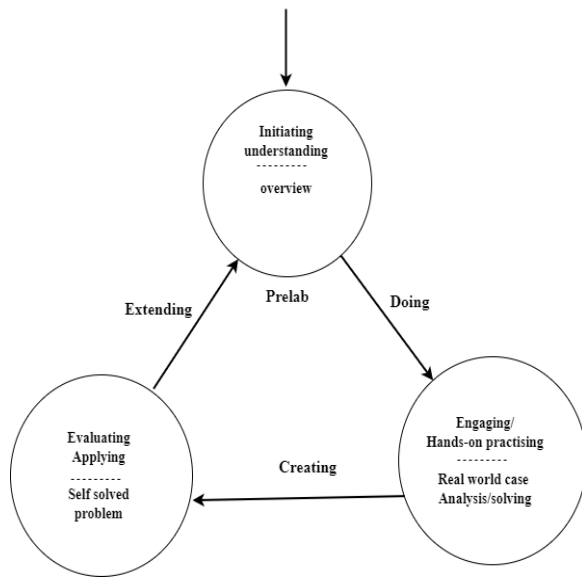 Initiating
understanding
---------
overview
Prelab
Extending
Doing
Engaging/
Hands-on practising
---------
Real world case
Analysis/solving
Creating
Evaluating
Applying
--------
Self solved
problem